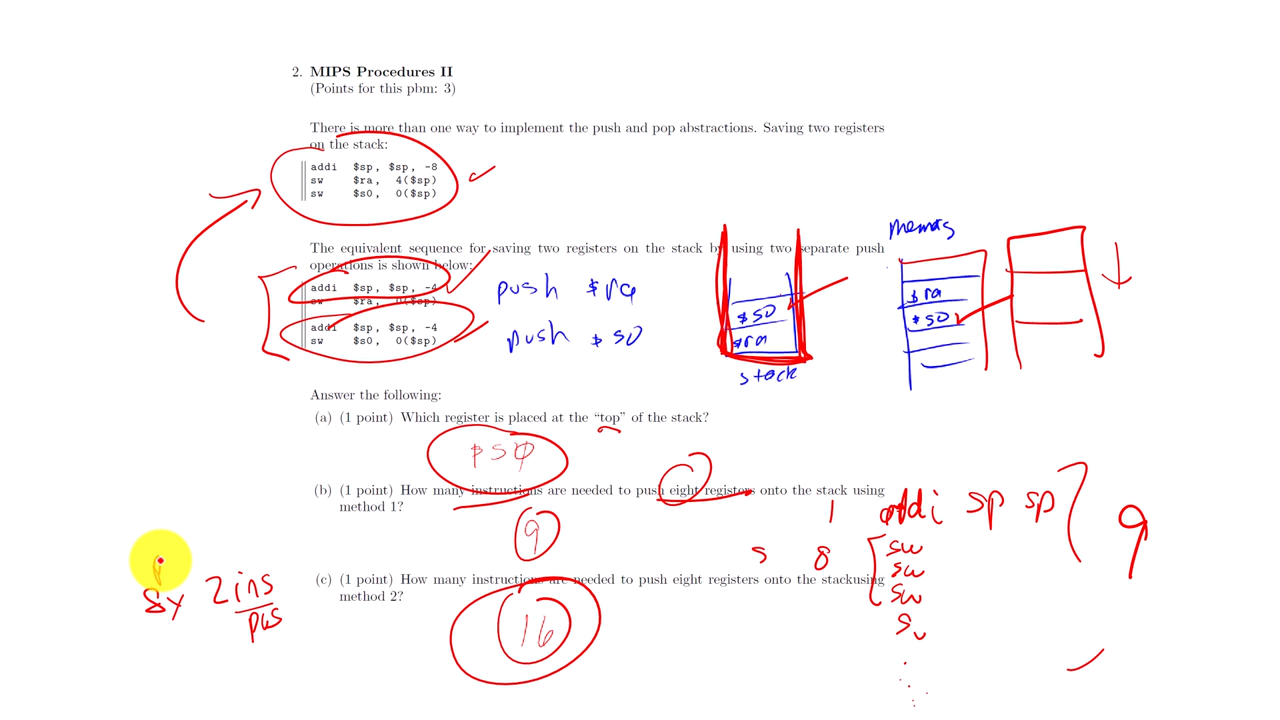 2. MIPS Procedures II
(Points for this pbm: 3)
There is more than one way to implement the push and pop abstractions. Saving two registers
on the stack:
addi $sp, $sp, -8
sw $ra, 4($sp)
sw $s0, 0($sp)
The equivalent sequence for saving two registers on the stack by using two separate push
operations is shown below:
addi $sp, $sp, -4
sw $ra, 0($sp)
addi $sp, $sp, -4
sw $s0, 0($sp)
push $ra
push $s0
$s0
$ra
stack
$ra
$s0
Answer the following:
(a) (1 point) Which register is placed at the “top” of the stack?
$s0
(b) (1 point) How many instructions are needed to push eight registers onto the stack using
method 1?
9
1 addi sp sp
9
8 sw
sw
sw
(c) (1 point) How many instructions are needed to push eight registers onto the stackusing
method 2?
16
8x 2 ins